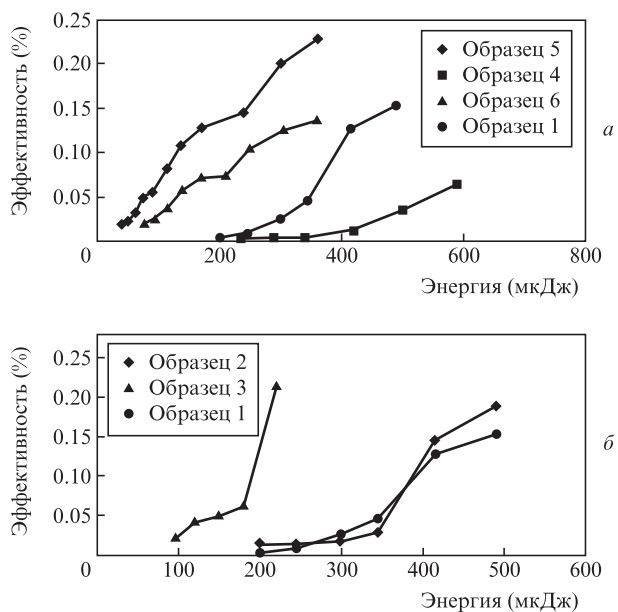 0.25
0.20
0.15
0.10
0.05
Эффективность (%)
◆ Образец 5
■ Образец 4
▲ Образец 6
● Образец 1
а
0 200 400 600 800
Энергия (мкДж)
0.25
0.20
0.15
0.10
0.05
Эффективность (%)
◆ Образец 2
▲ Образец 3
● Образец 1
б
0 100 200 300 400 500 600
Энергия (мкДж)